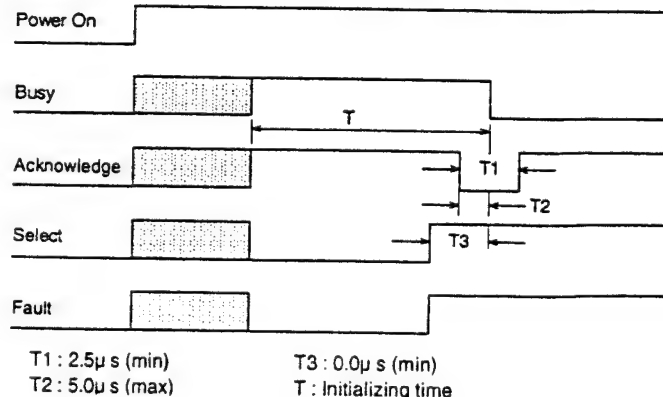 Power On
Busy
T
Acknowledge
T1
T2
Select
T3
Fault
T1 : 2.5μ s (min)
T3 : 0.0μ s (min)
T2 : 5.0μ s (max)
T : Initializing time